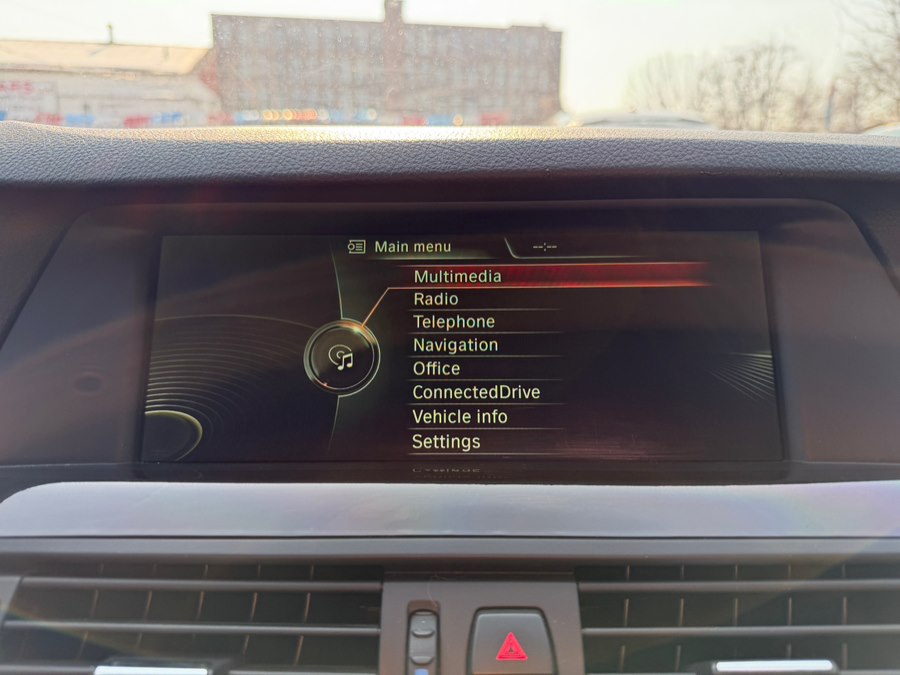 Main menu
--:--
Multimedia
Radio
Telephone
Navigation
Office
ConnectedDrive
Vehicle info
Settings